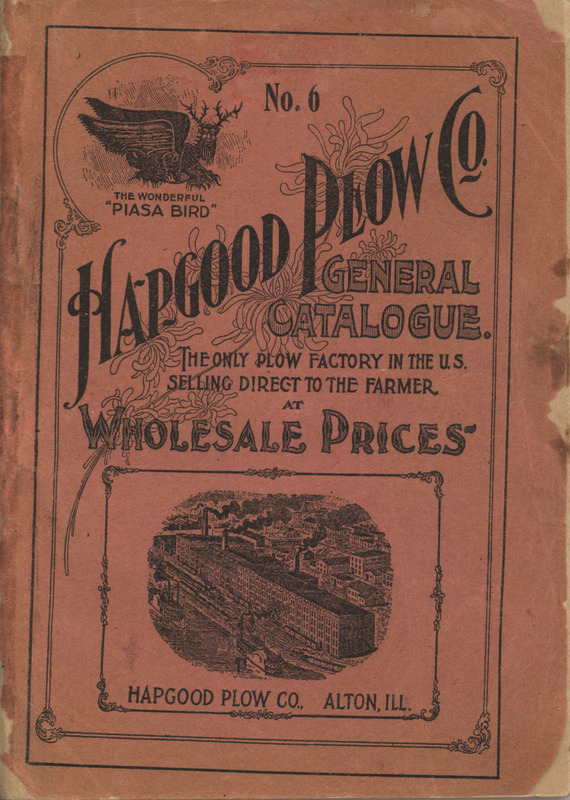 No. 6
THE WONDERFUL
"PIASA BIRD"
HAPGOOD PLOW CO.
GENERAL
CATALOGUE.
THE ONLY PLOW FACTORY IN THE U.S.
SELLING DIRECT TO THE FARMER
AT
WHOLESALE PRICES
HAPGOOD PLOW CO., ALTON, ILL.